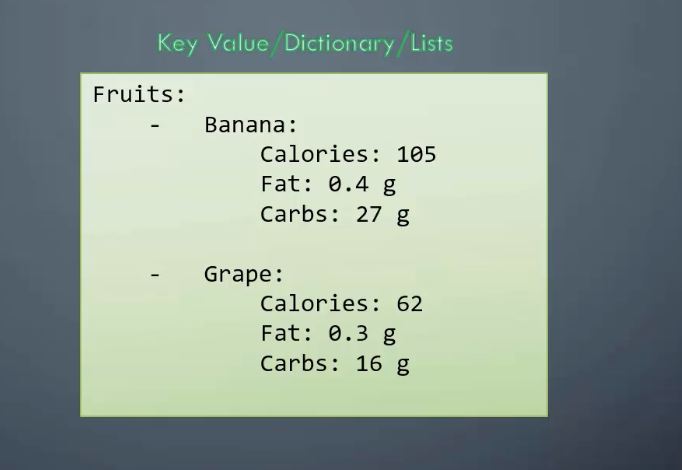 Key Value/Dictionary/Lists
Fruits:
- Banana:
Calories: 105
Fat: 0.4 g
Carbs: 27 g
- Grape:
Calories: 62
Fat: 0.3 g
Carbs: 16 g